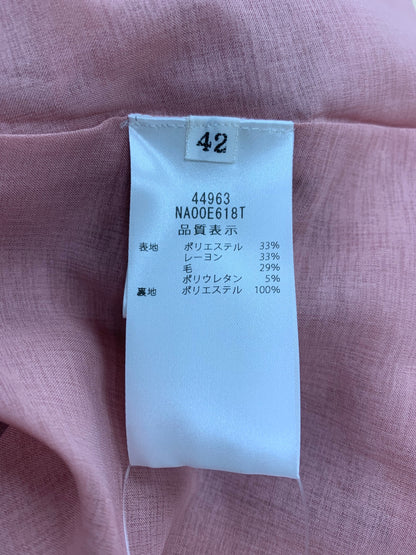 42
44963
NA00E618T
品質表示
表地 ポリエステル 33%
レーヨン 33%
毛 29%
ポリウレタン 5%
裏地 ポリエステル 100%